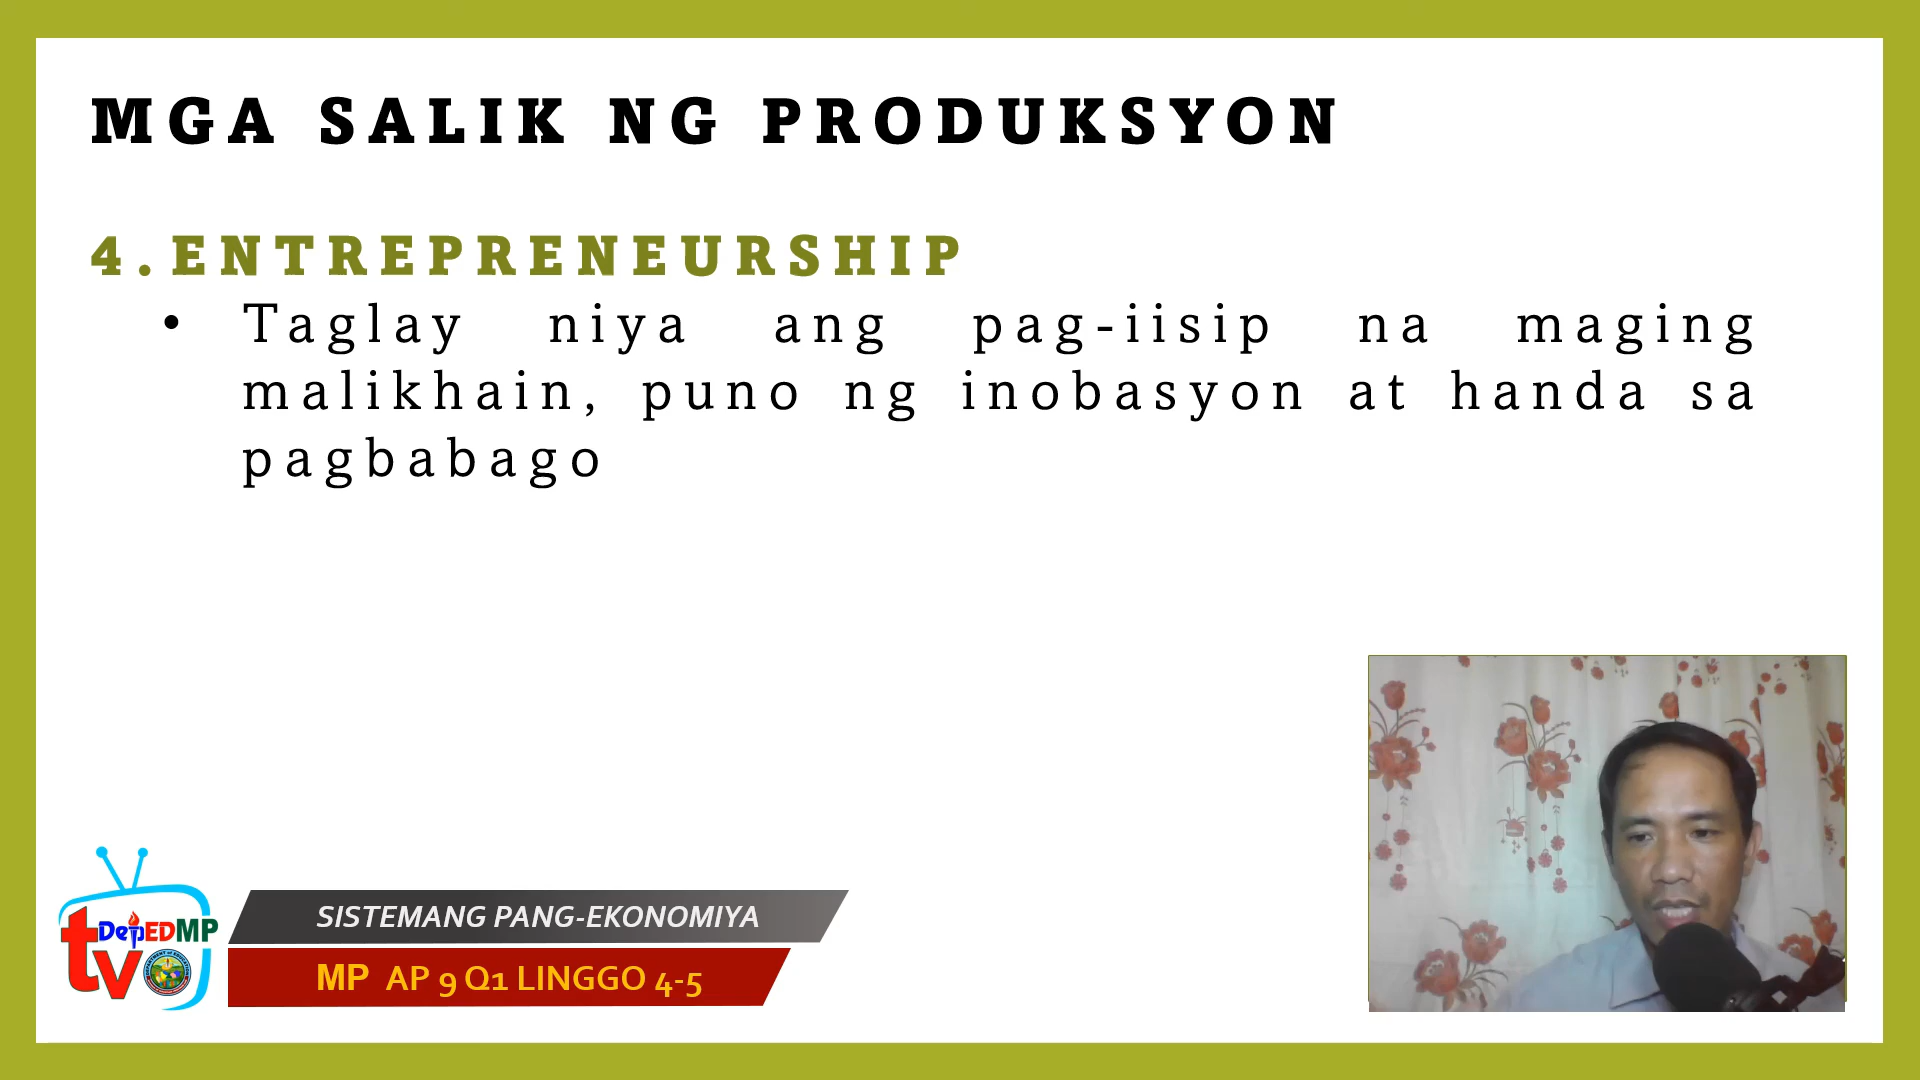 MGA SALIK NG PRODUKSYON
4.ENTREPRENEURSHIP
• Taglay niya ang pag-iisip na maging
malikhain, puno ng inobasyon at handa sa
pagbabago
DepEDMP
tv
SISTEMANG PANG-EKONOMIYA
MP AP 9 Q1 LINGGO 4-5